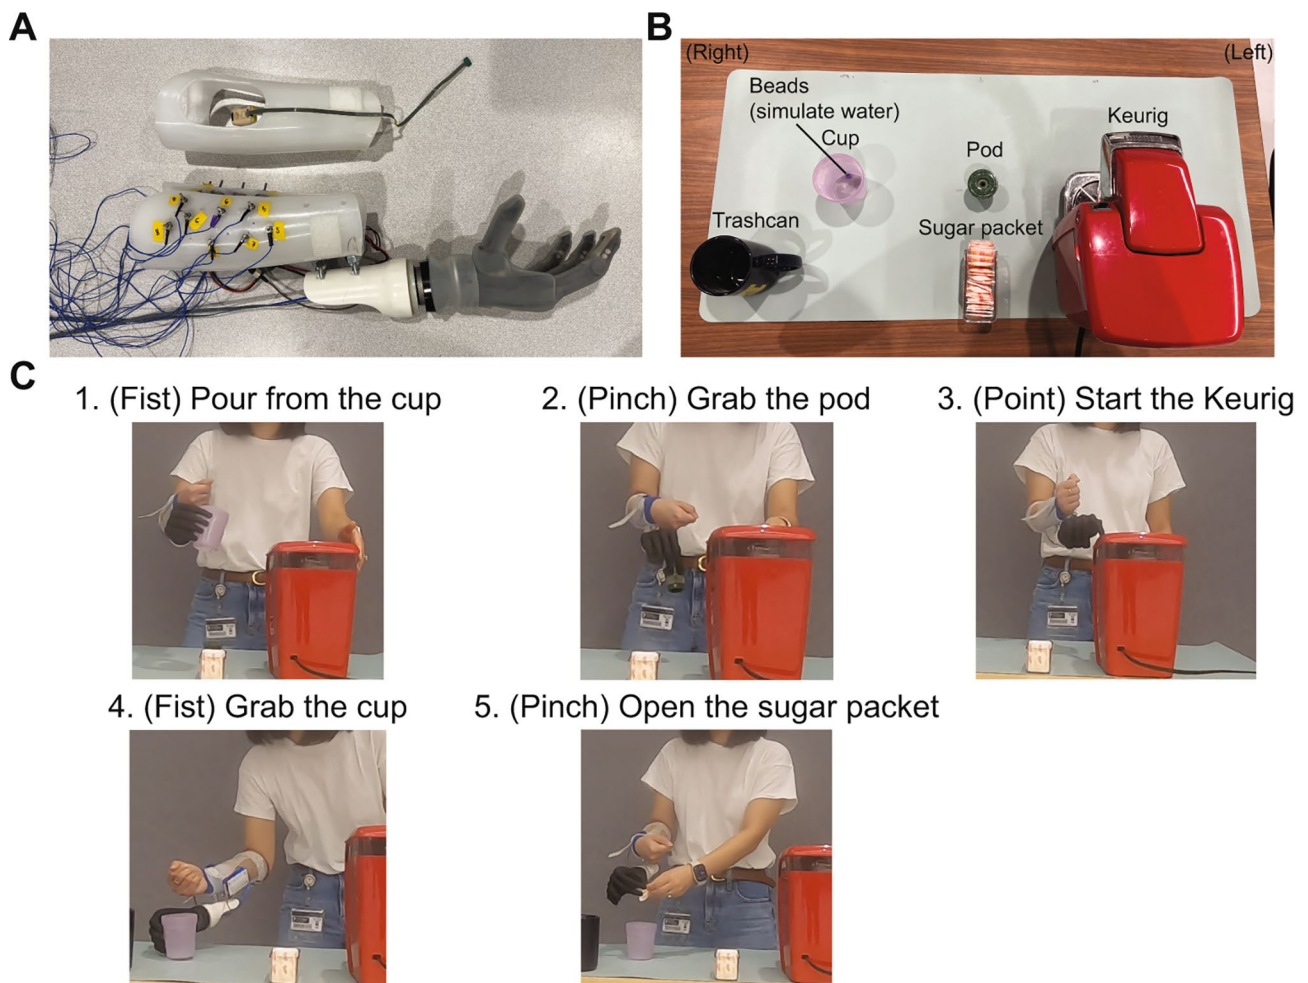 A
B
(Right)
(Left)
Beads
(simulate water)
Cup
Pod
Keurig
Trashcan
Sugar packet
C
1. (Fist) Pour from the cup
2. (Pinch) Grab the pod
3. (Point) Start the Keurig
4. (Fist) Grab the cup
5. (Pinch) Open the sugar packet